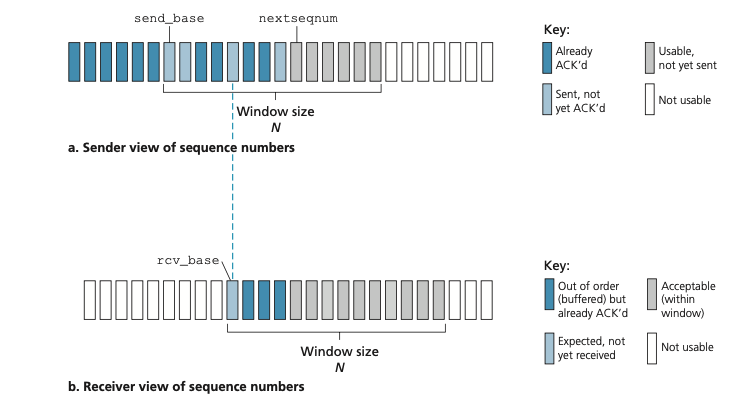 send_base
nextseqnum
Key:
Already
ACK'd
Usable,
not yet sent
Sent, not
yet ACK'd
Not usable
Window size
N
a. Sender view of sequence numbers
rcv_base
Key:
Out of order
(buffered) but
already ACK'd
Acceptable
(within
window)
Expected, not
yet received
Not usable
Window size
N
b. Receiver view of sequence numbers